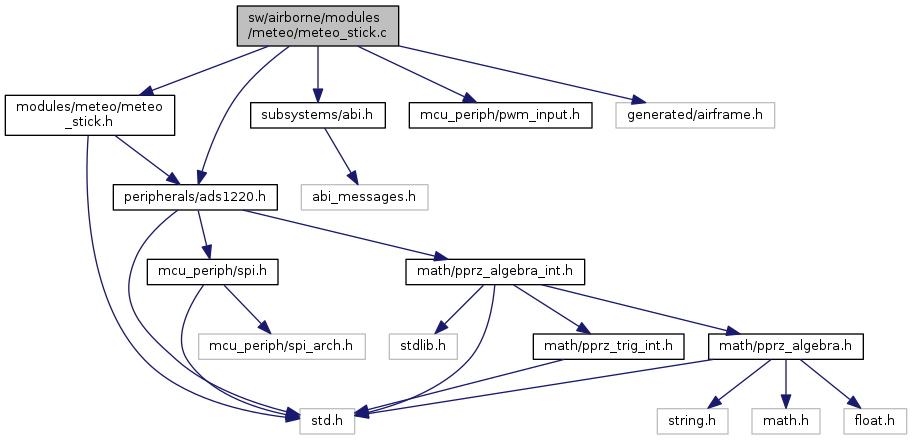 sw/airborne/modules
/meteo/meteo_stick.c
modules/meteo/meteo
_stick.h
subsystems/abi.h
mcu_periph/pwm_input.h
generated/airframe.h
peripherals/ads1220.h
abi_messages.h
mcu_periph/spi.h
math/pprz_algebra_int.h
mcu_periph/spi_arch.h
stdlib.h
math/pprz_trig_int.h
math/pprz_algebra.h
std.h
string.h
math.h
float.h